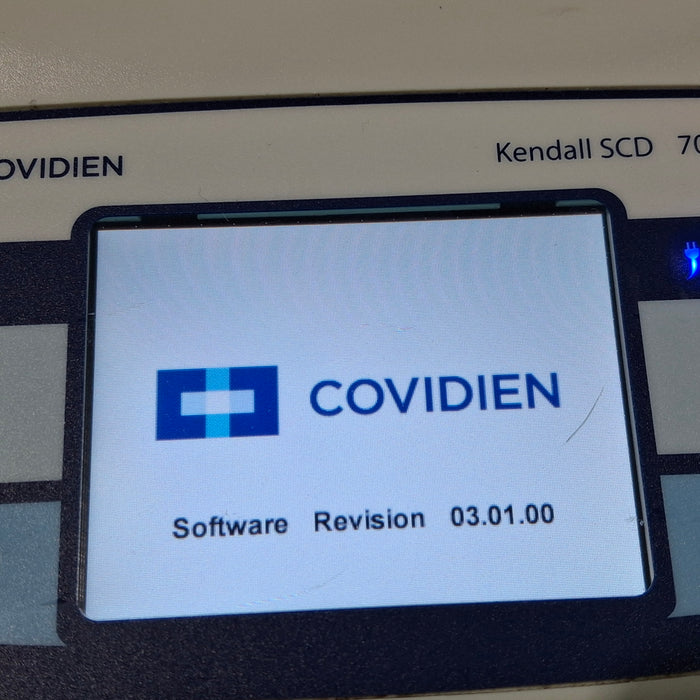 OVIDIEN
Kendall SCD 70
COVIDIEN
Software Revision 03.01.00